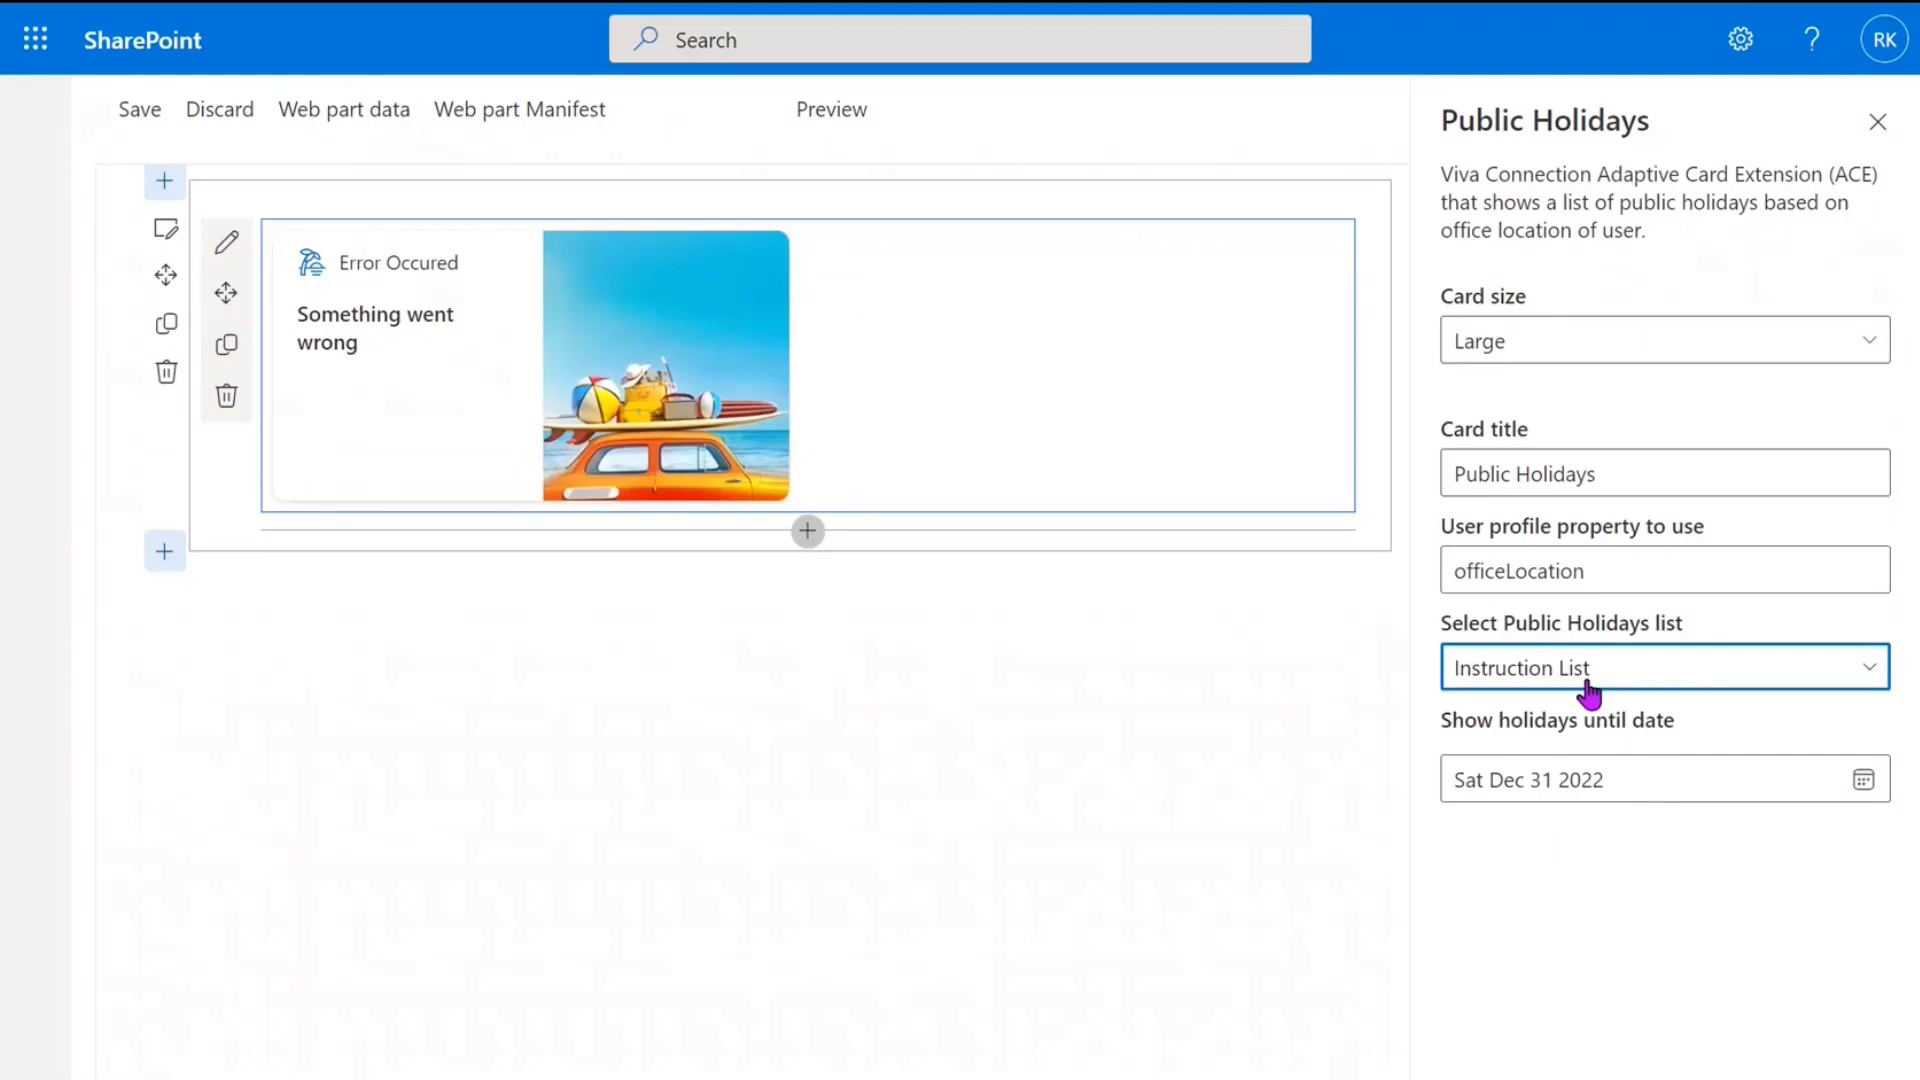 SharePoint
Search
?
RK
Save Discard Web part data Web part Manifest Preview
Error Occured
Something went
wrong
Public Holidays
Viva Connection Adaptive Card Extension (ACE)
that shows a list of public holidays based on
office location of user.
Card size
Large
Card title
Public Holidays
User profile property to use
officeLocation
Select Public Holidays list
Instruction List
Show holidays until date
Sat Dec 31 2022